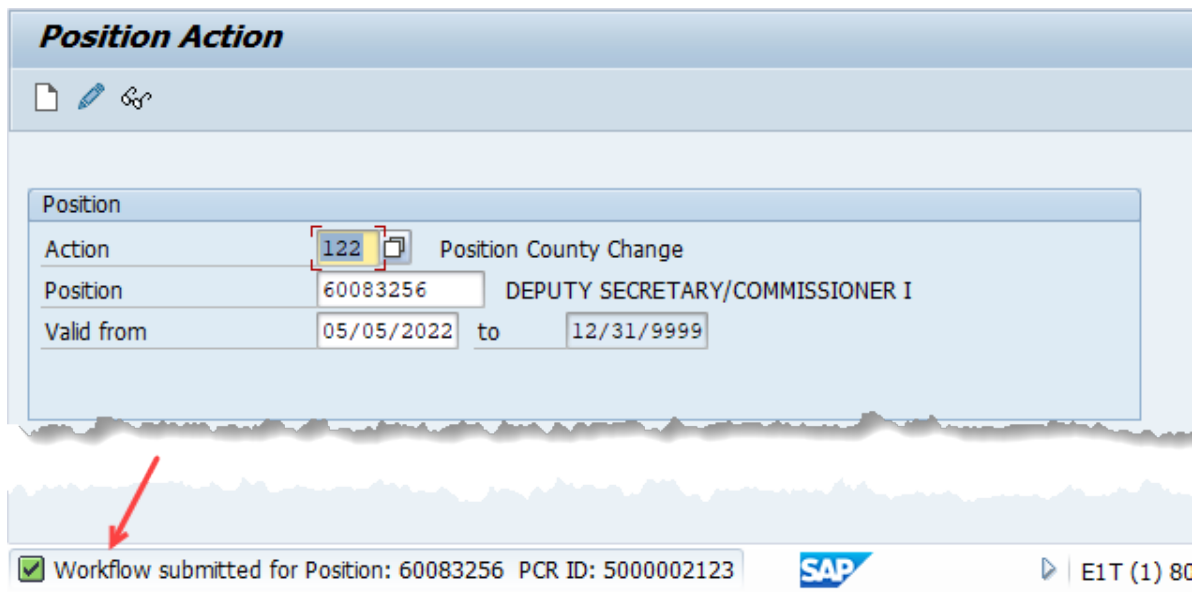 Position Action
Position
Action 122 Position County Change
Position 60083256 DEPUTY SECRETARY/COMMISSIONER I
Valid from 05/05/2022 to 12/31/9999
Workflow submitted for Position: 60083256 PCR ID: 5000002123 SAP E1T (1) 80